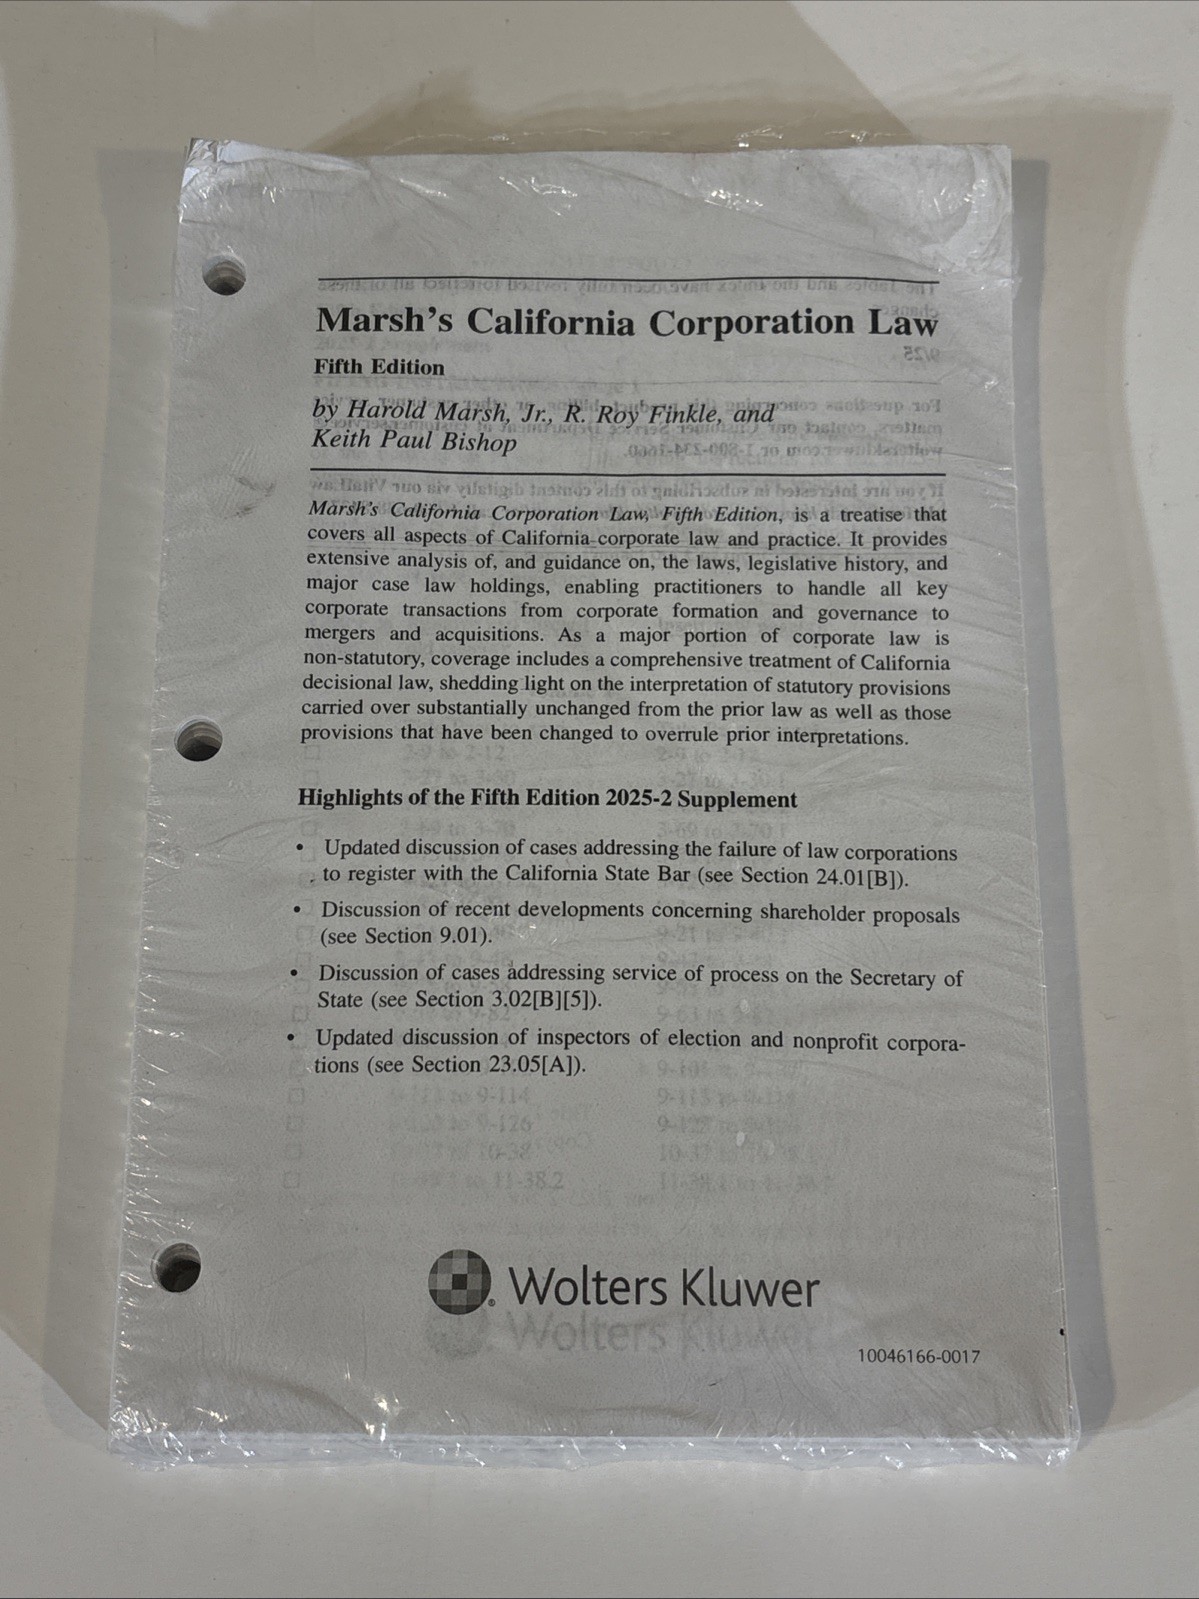 Marsh's California Corporation Law
Fifth Edition
by Harold Marsh, Jr., R. Roy Finkle, and
Keith Paul Bishop
Marsh's California Corporation Law, Fifth Edition, is a treatise that
covers all aspects of California corporate law and practice. It provides
extensive analysis of, and guidance on, the laws, legislative history, and
major case law holdings, enabling practitioners to handle all key
corporate transactions from corporate formation and governance to
mergers and acquisitions. As a major portion of corporate law is
non-statutory, coverage includes a comprehensive treatment of California
decisional law, shedding light on the interpretation of statutory provisions
carried over substantially unchanged from the prior law as well as those
provisions that have been changed to overrule prior interpretations.
Highlights of the Fifth Edition 2025-2 Supplement
• Updated discussion of cases addressing the failure of law corporations
to register with the California State Bar (see Section 24.01[B]).
• Discussion of recent developments concerning shareholder proposals
(see Section 9.01).
• Discussion of cases addressing service of process on the Secretary of
State (see Section 3.02[B][5]).
• Updated discussion of inspectors of election and nonprofit corpora-
tions (see Section 23.05[A]).
Wolters Kluwer
10046166-0017